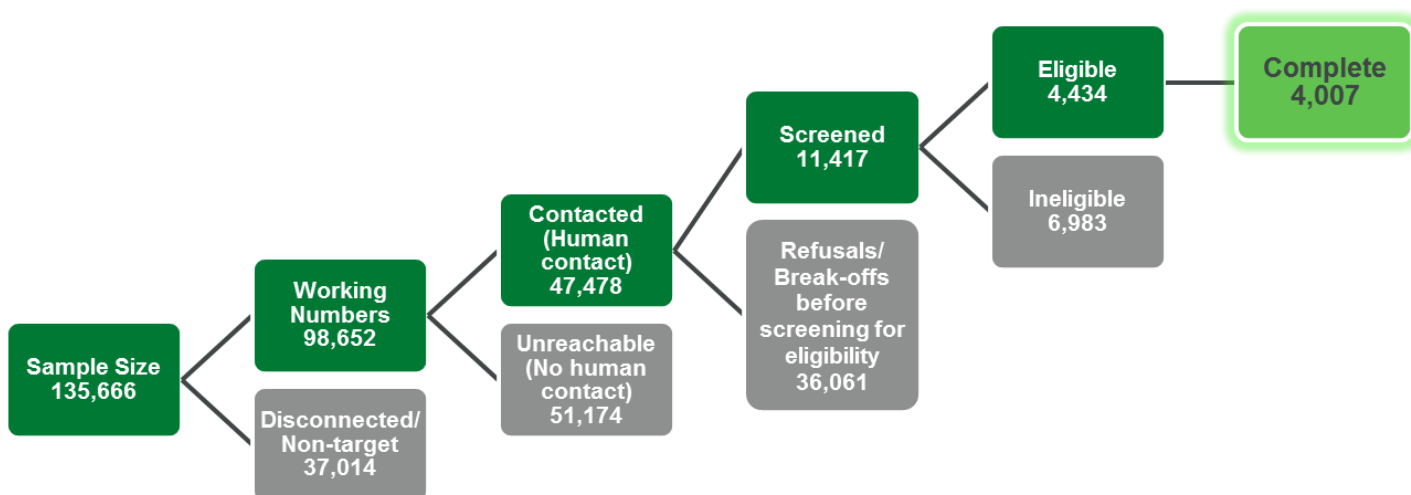 Sample Size
135,666
Working
Numbers
98,652
Disconnected/
Non-target
37,014
Contacted
(Human
contact)
47,478
Unreachable
(No human
contact)
51,174
Screened
11,417
Refusals/
Break-offs
before
screening for
eligibility
36,061
Eligible
4,434
Ineligible
6,983
Complete
4,007